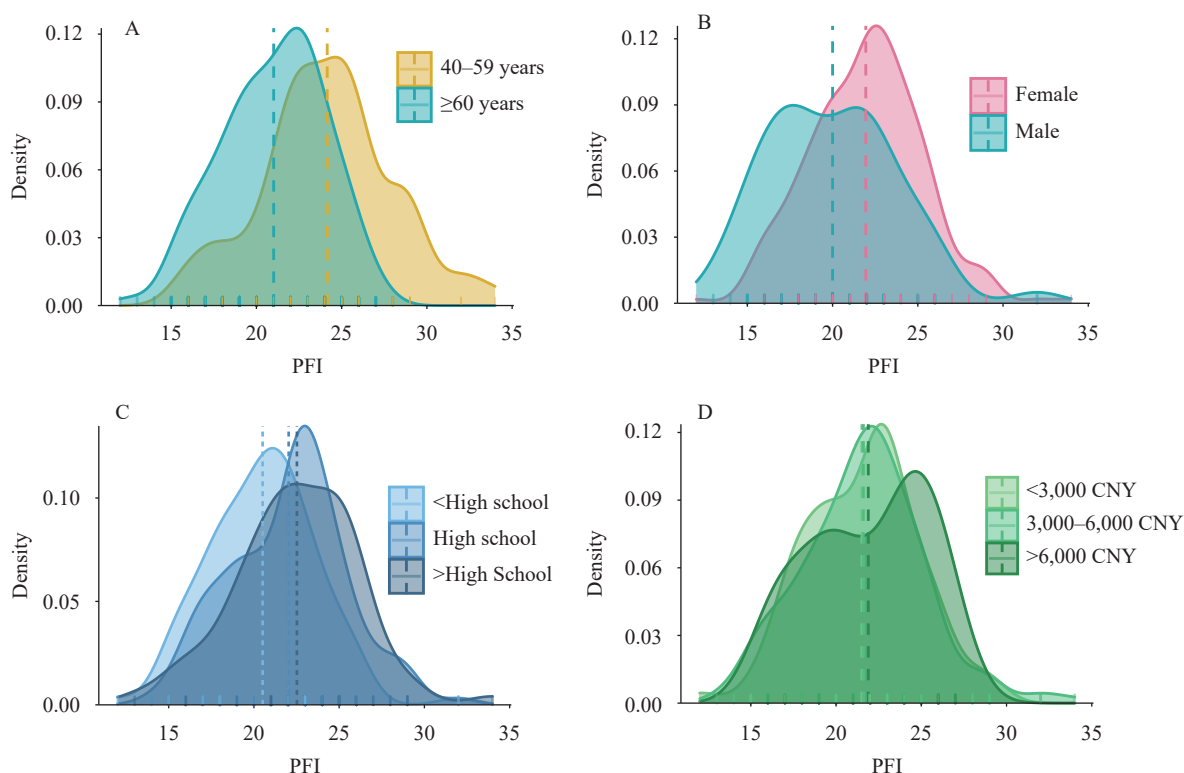 A
0.12
0.09
0.06
0.03
0.00
Density
15 20 25 30 35
PFI
40–59 years
≥60 years
B
0.12
0.09
0.06
0.03
0.00
Density
15 20 25 30 35
PFI
Female
Male
C
0.10
0.05
0.00
Density
15 20 25 30 35
PFI
<High school
High school
>High School
D
0.12
0.09
0.06
0.03
0.00
Density
15 20 25 30 35
PFI
<3,000 CNY
3,000–6,000 CNY
>6,000 CNY